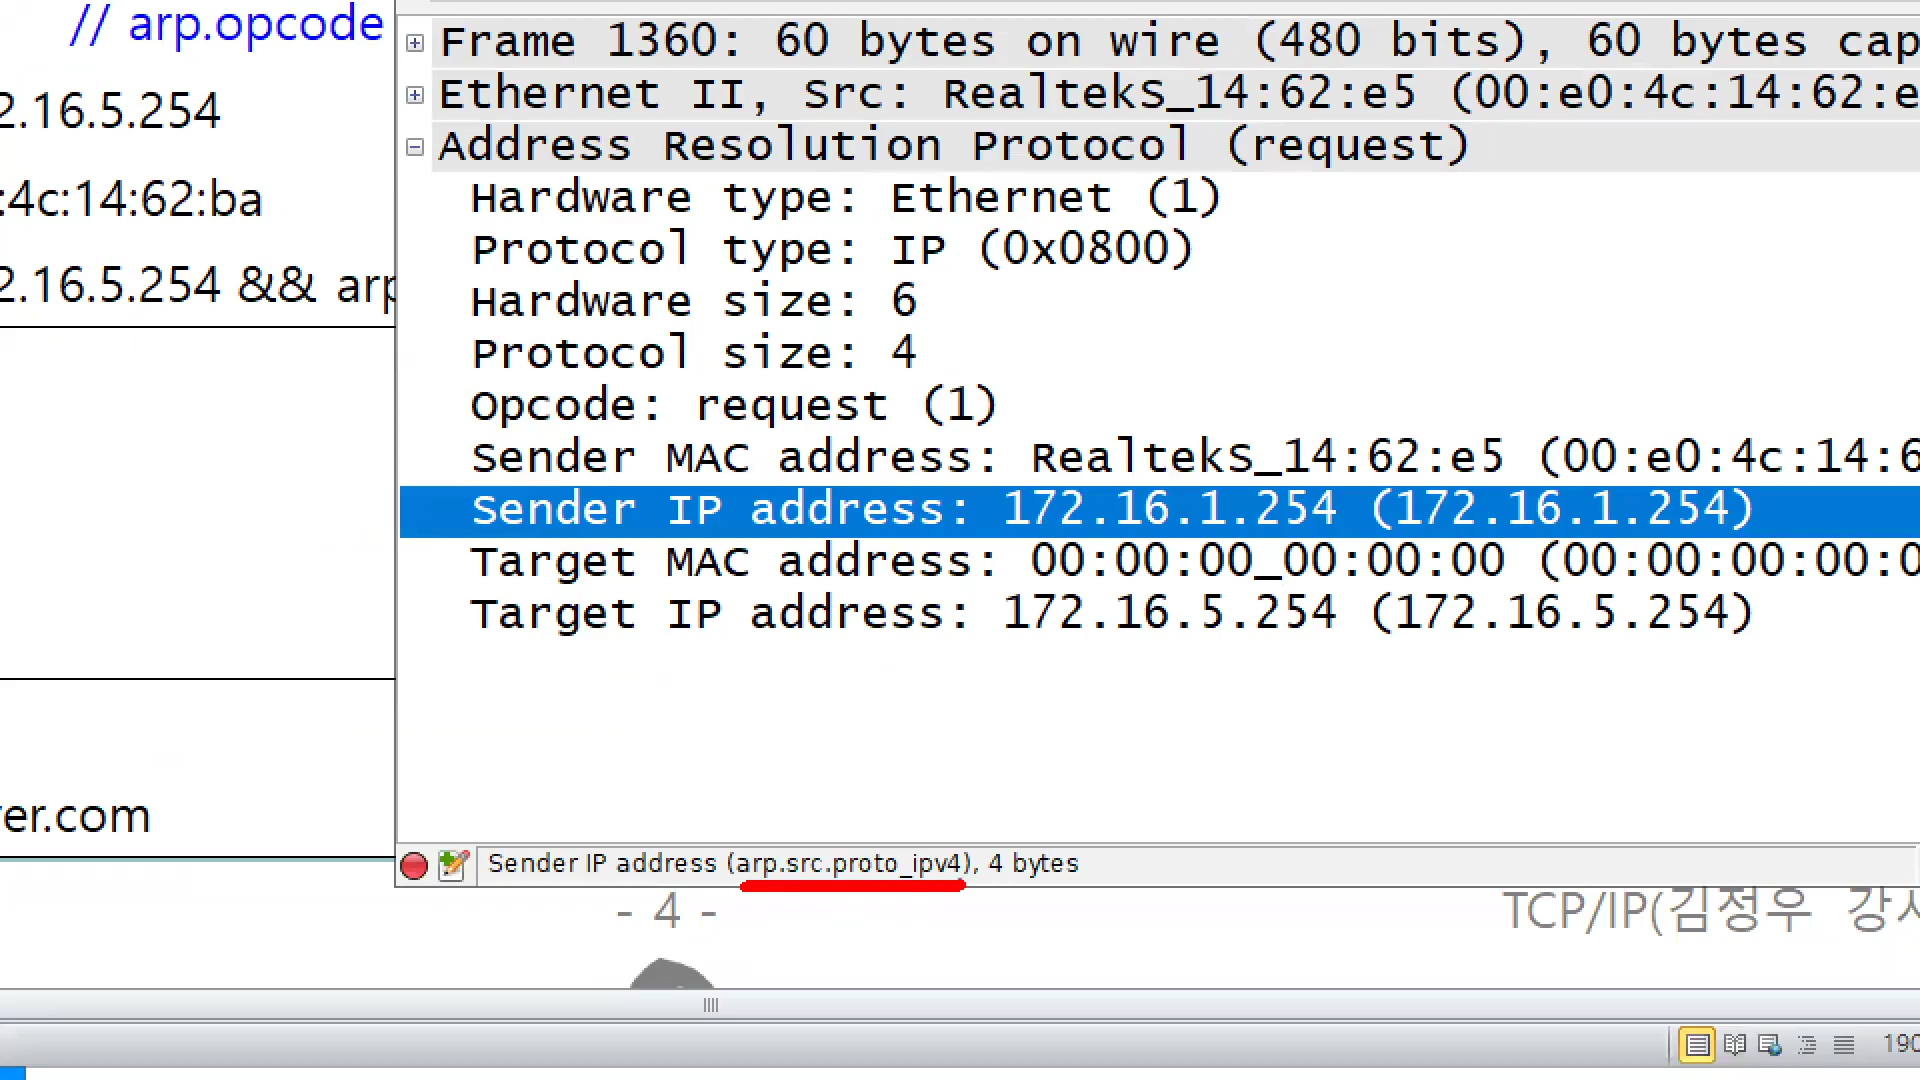 // arp.opcode
2.16.5.254
:4c:14:62:ba
2.16.5.254 && arp
er.com
Frame 1360: 60 bytes on wire (480 bits), 60 bytes cap
Ethernet II, Src: RealtekS_14:62:e5 (00:e0:4c:14:62:e
Address Resolution Protocol (request)
Hardware type: Ethernet (1)
Protocol type: IP (0x0800)
Hardware size: 6
Protocol size: 4
Opcode: request (1)
Sender MAC address: RealtekS_14:62:e5 (00:e0:4c:14:6
Sender IP address: 172.16.1.254 (172.16.1.254)
Target MAC address: 00:00:00_00:00:00 (00:00:00:00:0
Target IP address: 172.16.5.254 (172.16.5.254)
Sender IP address (arp.src.proto_ipv4), 4 bytes
- 4 -
TCP/IP(김정우 강사
190